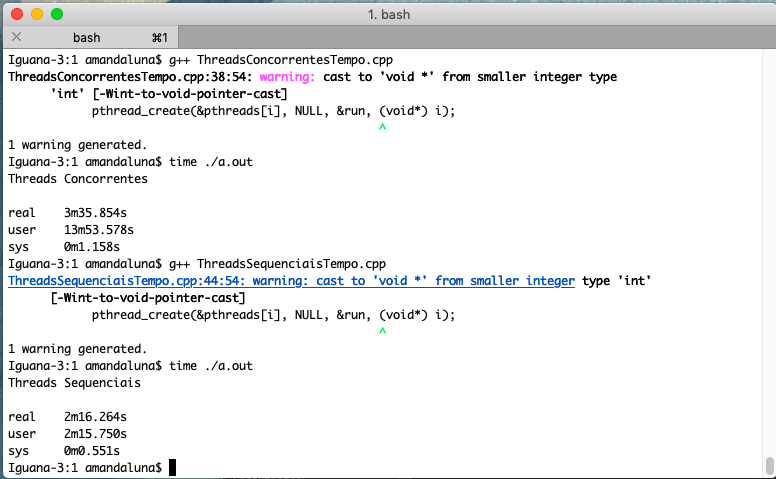 1. bash
bash ⌘1
Iguana-3:1 amandaluna$ g++ ThreadsConcorrentesTempo.cpp
ThreadsConcorrentesTempo.cpp:38:54: warning: cast to 'void *' from smaller integer type
'int' [-Wint-to-void-pointer-cast]
pthread_create(&pthreads[i], NULL, &run, (void*) i);
^
1 warning generated.
Iguana-3:1 amandaluna$ time ./a.out
Threads Concorrentes
real 3m35.854s
user 13m53.578s
sys 0m1.158s
Iguana-3:1 amandaluna$ g++ ThreadsSequenciaisTempo.cpp
ThreadsSequenciaisTempo.cpp:44:54: warning: cast to 'void *' from smaller integer type 'int'
[-Wint-to-void-pointer-cast]
pthread_create(&pthreads[i], NULL, &run, (void*) i);
^
1 warning generated.
Iguana-3:1 amandaluna$ time ./a.out
Threads Sequenciais
real 2m16.264s
user 2m15.750s
sys 0m0.551s
Iguana-3:1 amandaluna$